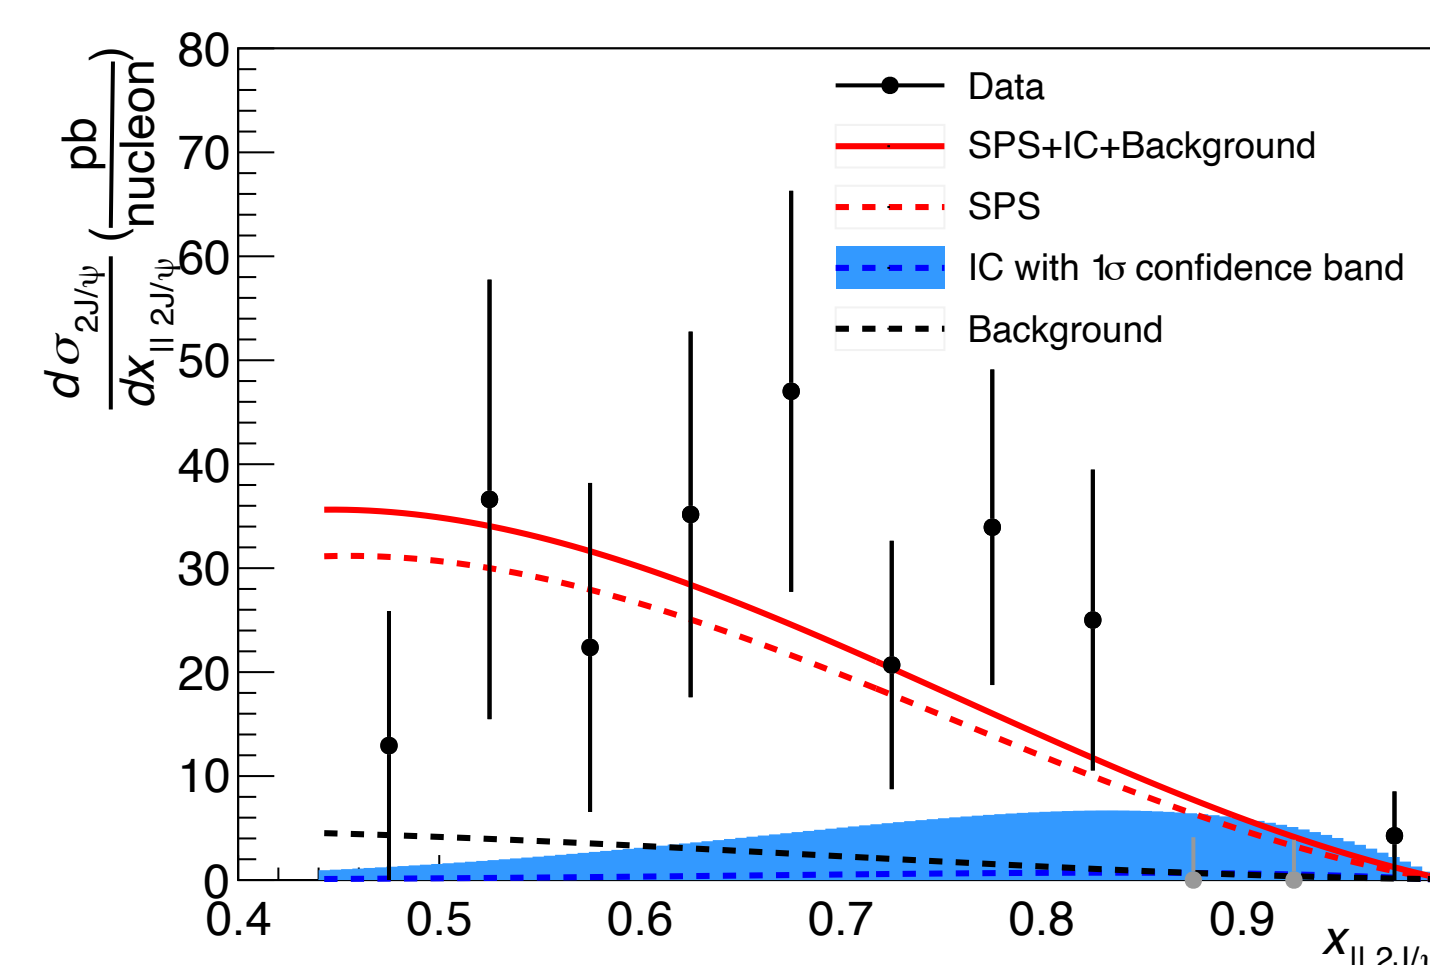 dσ2J/ψ / dx|| 2J/ψ (pb / nucleon)
80
70
60
50
40
30
20
10
0
Data
SPS+IC+Background
SPS
IC with 1σ confidence band
Background
0.4 0.5 0.6 0.7 0.8 0.9
x|| 2J/